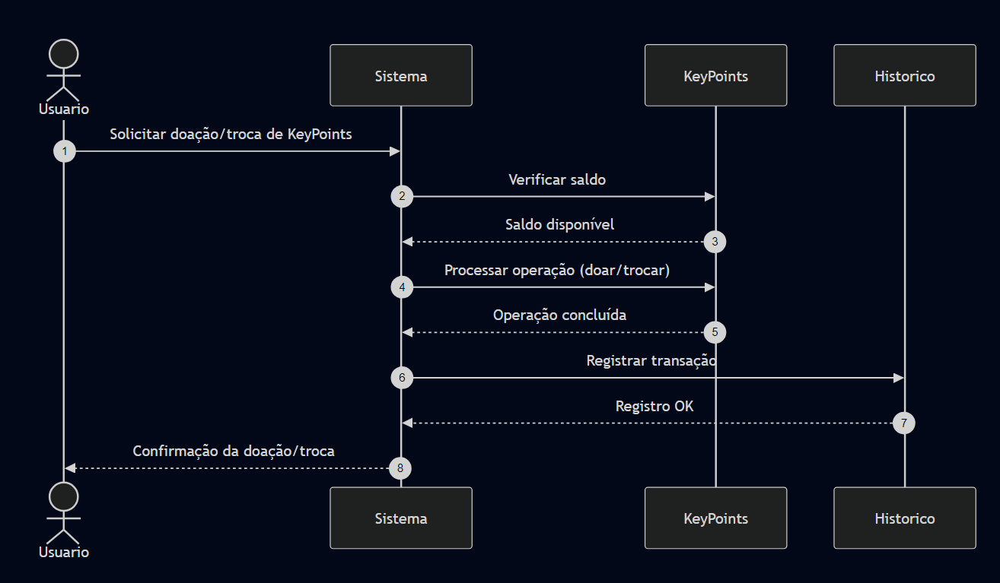 Usuario
Sistema
KeyPoints
Historico
Solicitar doação/troca de KeyPoints
1
Verificar saldo
2
Saldo disponível
3
Processar operação (doar/trocar)
4
Operação concluída
5
Registrar transação
6
Registro OK
7
Confirmação da doação/troca
8
Usuario
Sistema
KeyPoints
Historico